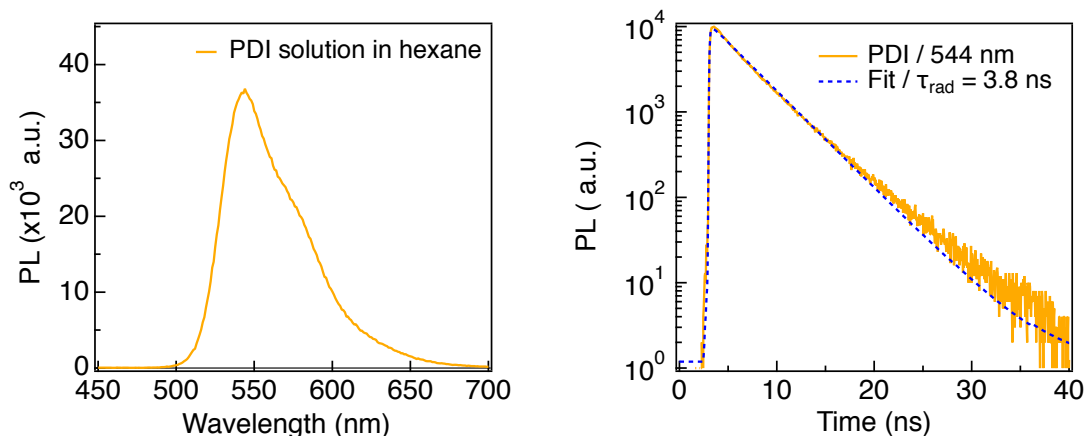 PDI solution in hexane
PL (x10³ a.u.)
40
30
20
10
0
450 500 550 600 650 700
Wavelength (nm)
PDI / 544 nm
Fit / τrad = 3.8 ns
PL ( a.u.)
10⁴
10³
10²
10¹
10⁰
0 10 20 30 40
Time (ns)